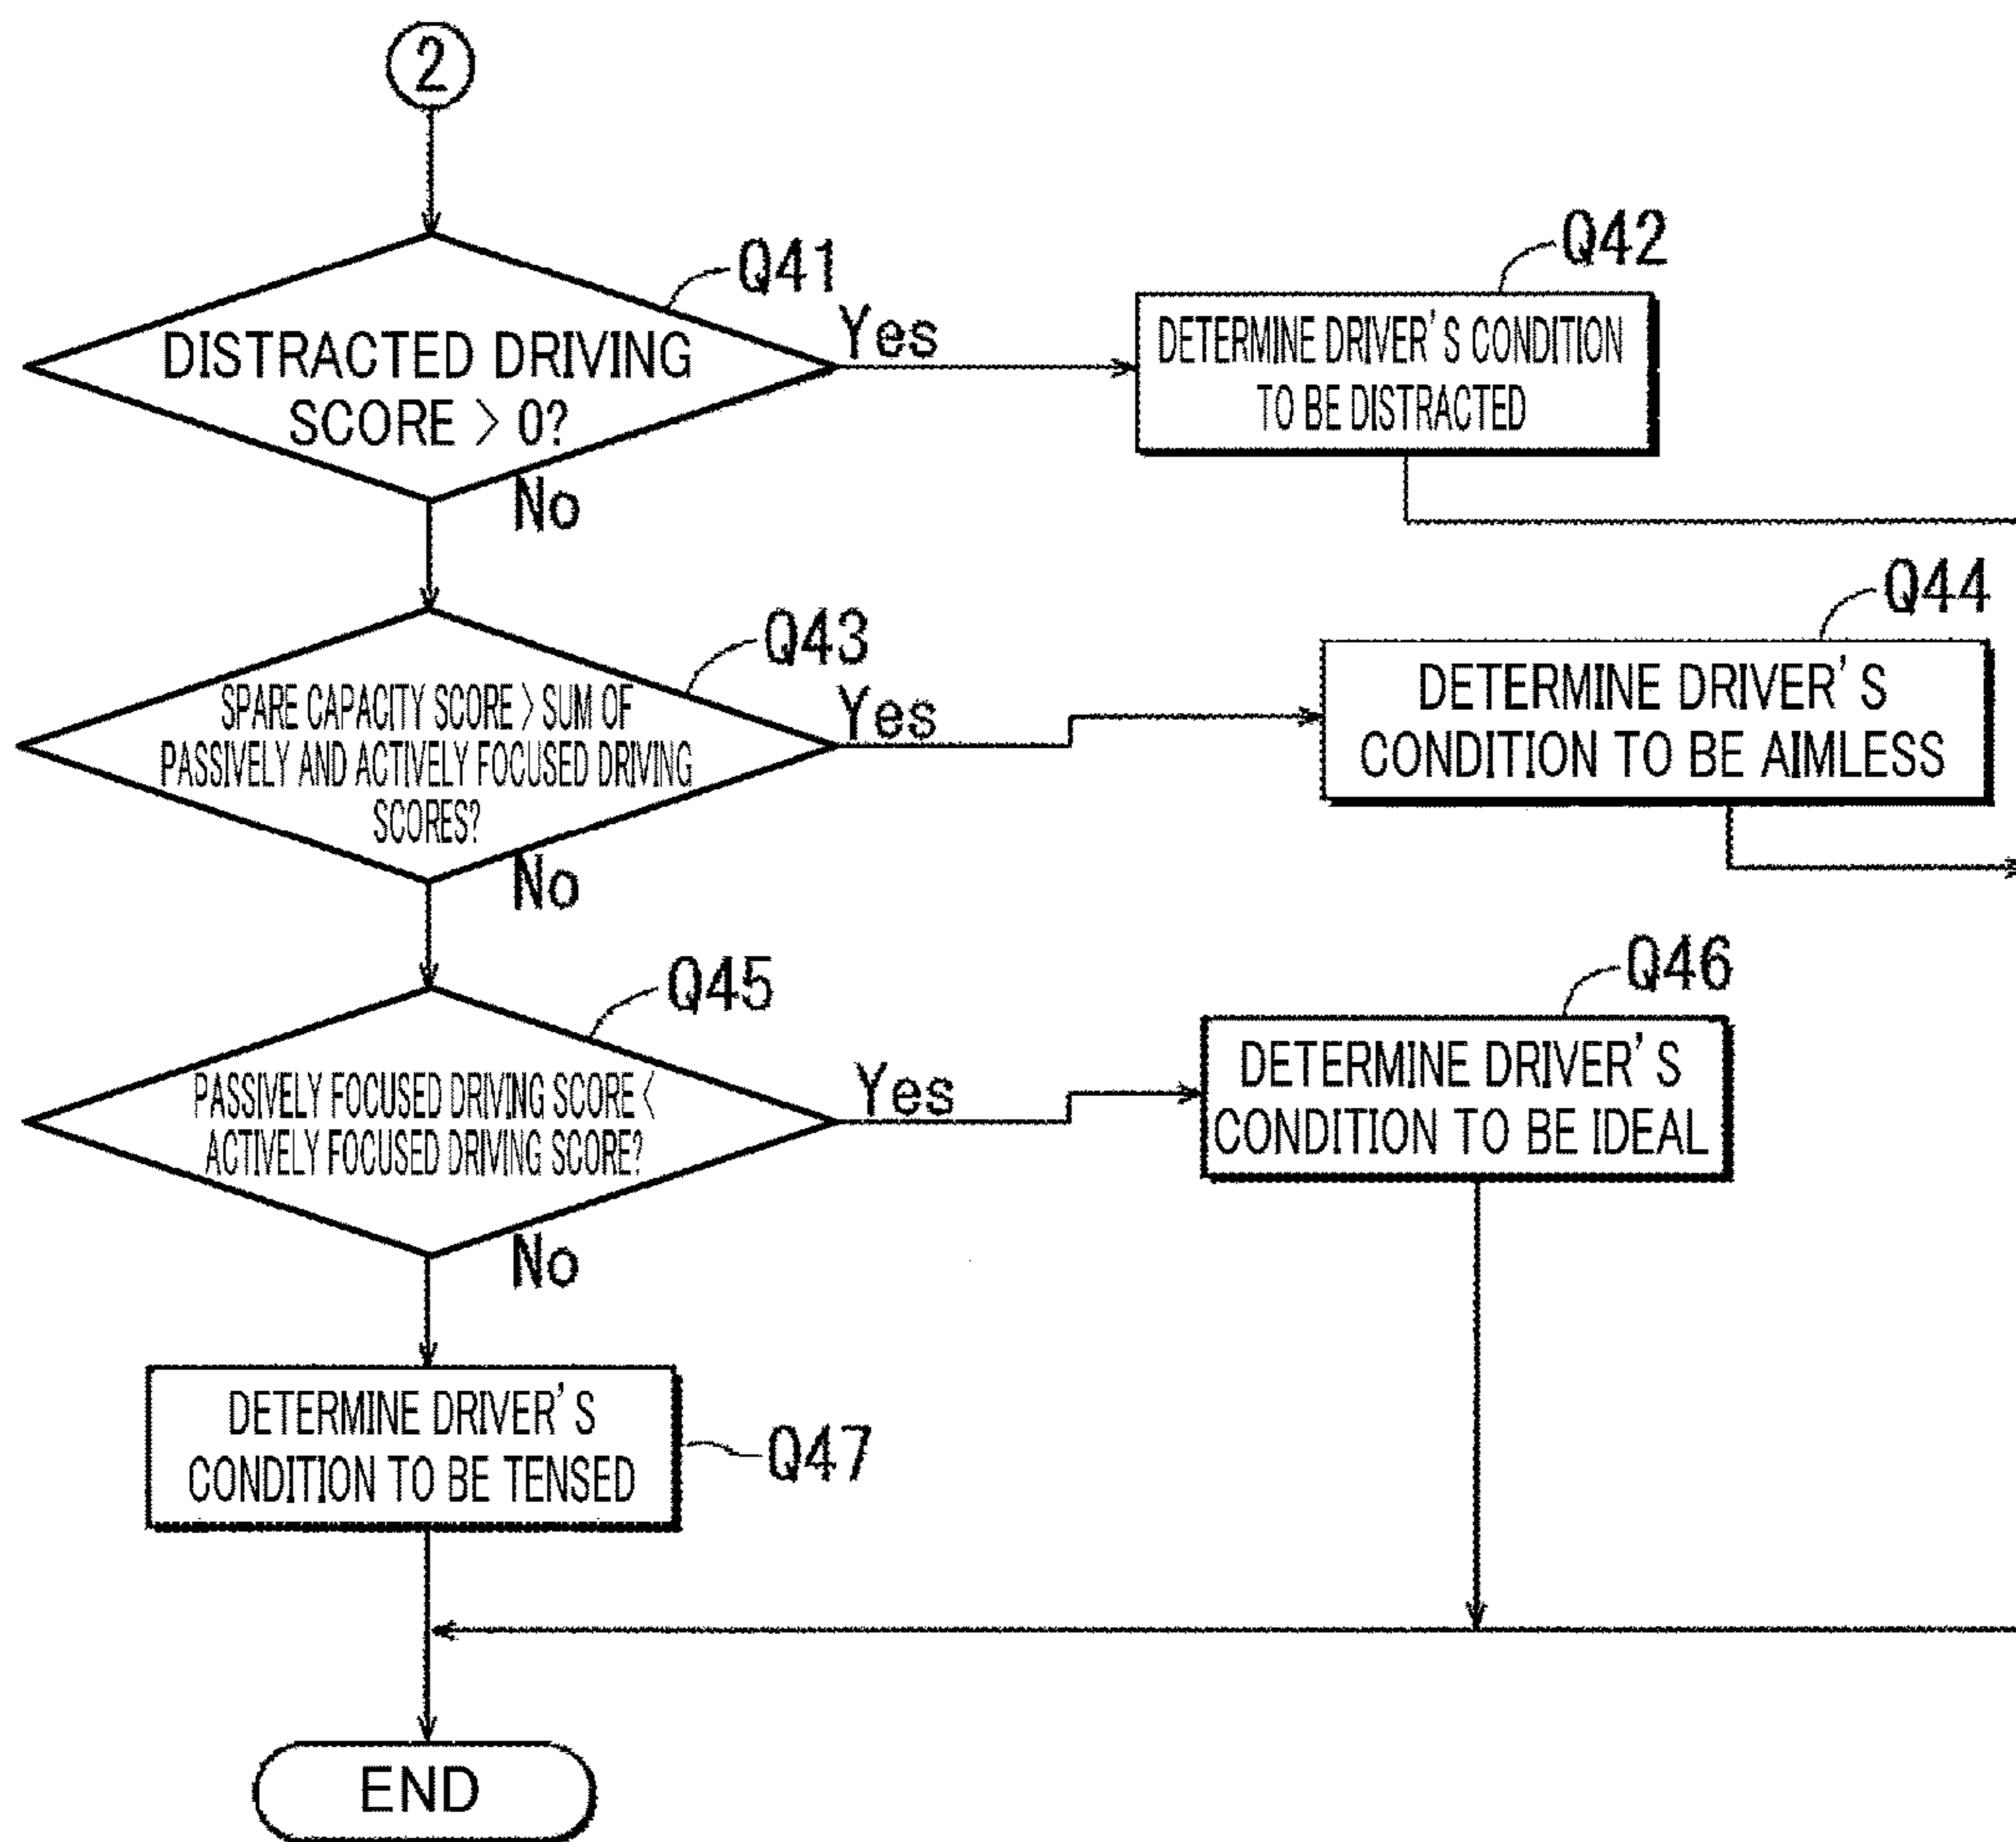 2
Q41
DISTRACTED DRIVING
SCORE > 0?
Yes
No
Q42
DETERMINE DRIVER'S CONDITION
TO BE DISTRACTED
Q43
SPARE CAPACITY SCORE > SUM OF
PASSIVELY AND ACTIVELY FOCUSED DRIVING
SCORES?
Yes
No
Q44
DETERMINE DRIVER'S
CONDITION TO BE AIMLESS
Q45
PASSIVELY FOCUSED DRIVING SCORE <
ACTIVELY FOCUSED DRIVING SCORE?
Yes
No
Q46
DETERMINE DRIVER'S
CONDITION TO BE IDEAL
DETERMINE DRIVER'S
CONDITION TO BE TENSED
Q47
END